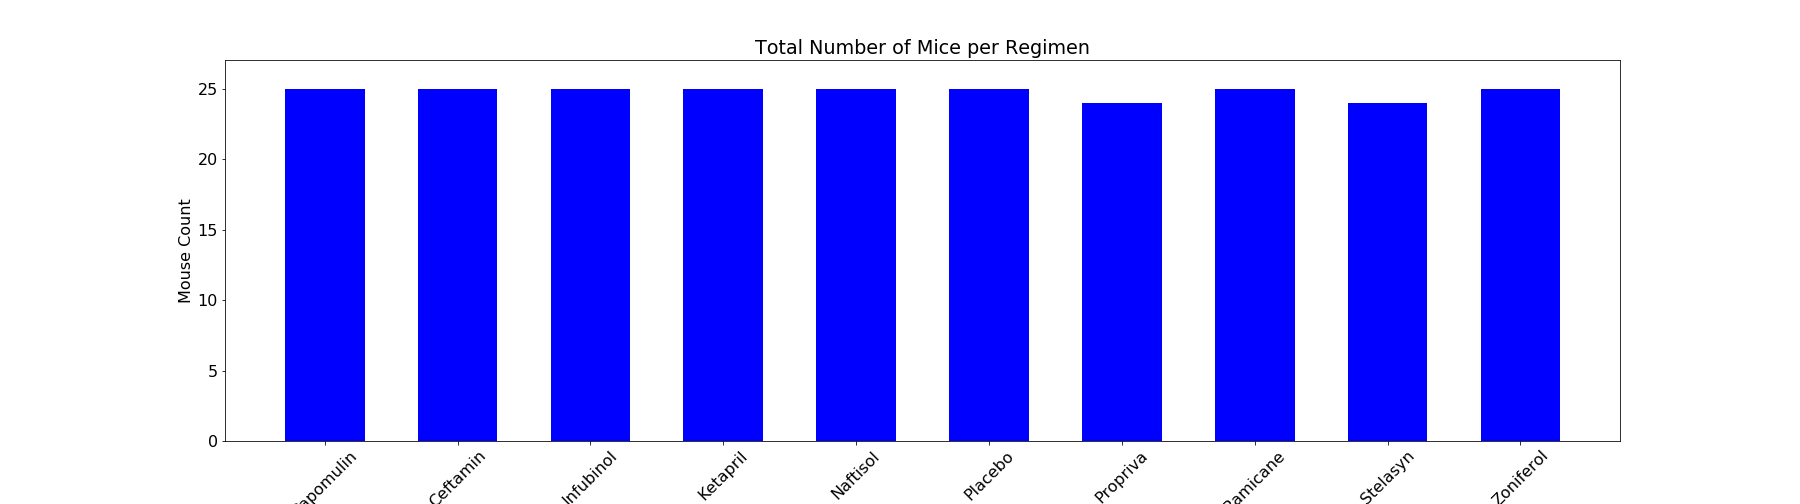 Total Number of Mice per Regimen
Mouse Count
25
20
15
10
5
0
Ceftamin
Infubinol
Ketapril
Naftisol
Placebo
Propriva
Stelasyn
Zoniferol